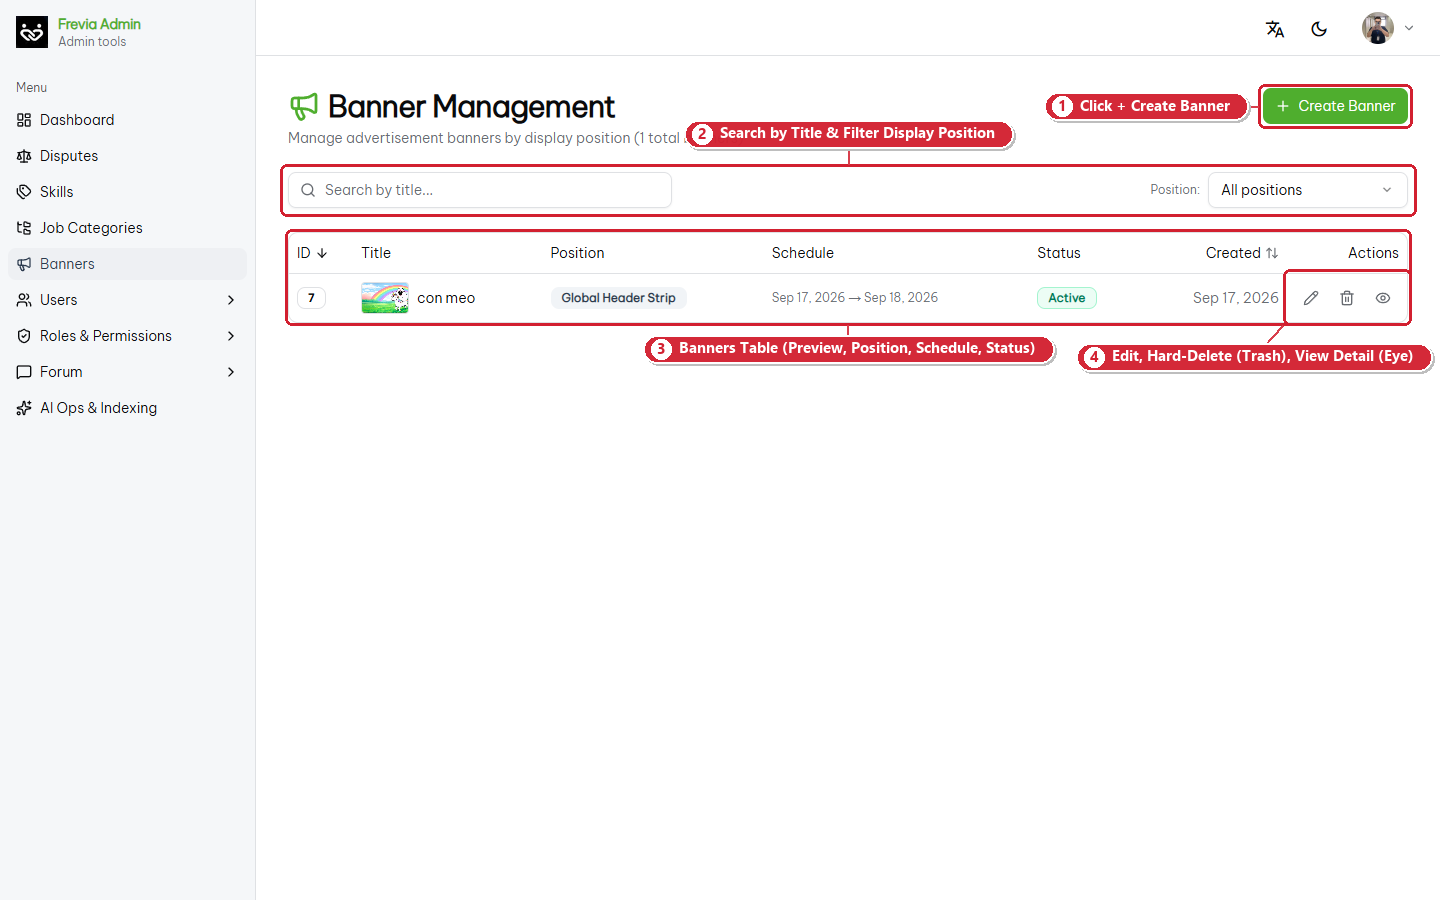 Frevia Admin
Admin tools
Menu
Dashboard
Disputes
Skills
Job Categories
Banners
Users
Roles & Permissions
Forum
AI Ops & Indexing
Banner Management
Manage advertisement banners by display position (1 total
1 Click + Create Banner
+ Create Banner
2 Search by Title & Filter Display Position
Search by title...
Position: All positions
ID Title Position Schedule Status Created Actions
7 con meo Global Header Strip Sep 17, 2026 → Sep 18, 2026 Active Sep 17, 2026
3 Banners Table (Preview, Position, Schedule, Status)
4 Edit, Hard-Delete (Trash), View Detail (Eye)